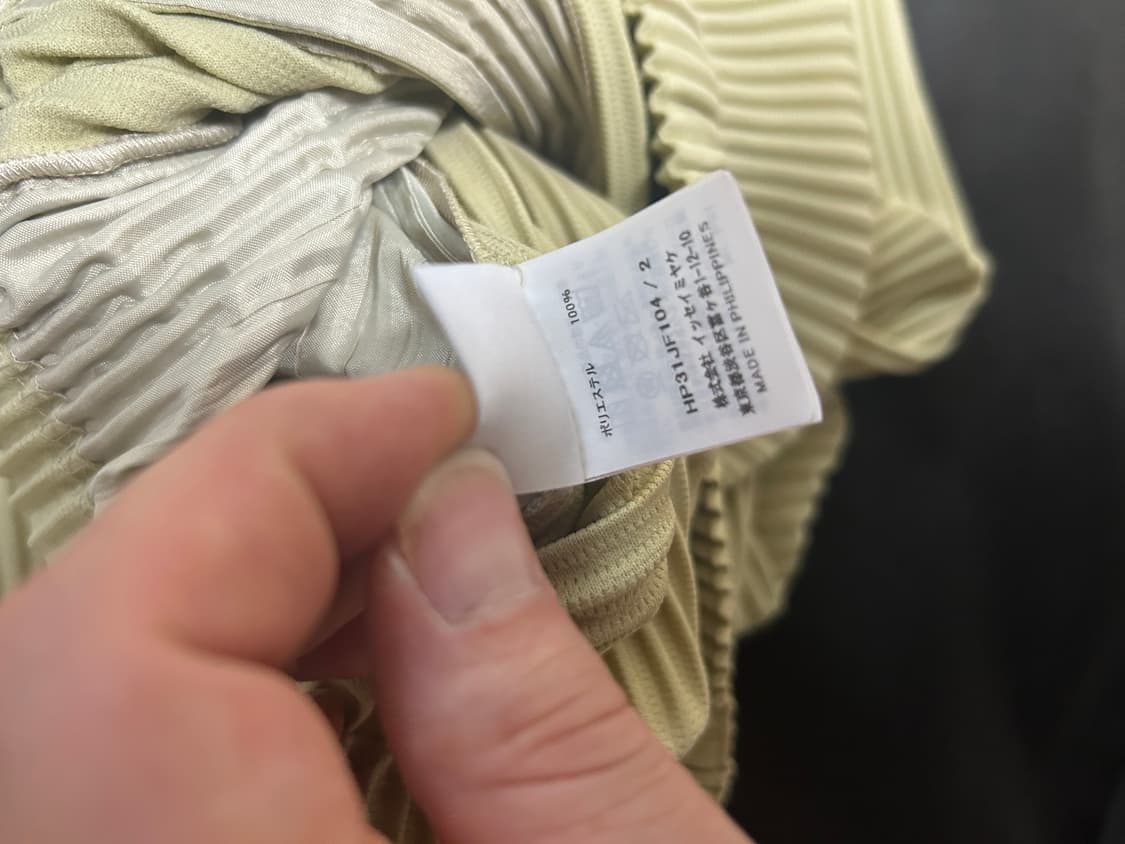 ポリエステル 100%
HP31JF104 / 2
株式会社 イッセイミヤケ
東京都渋谷区富ヶ谷1-12-10
MADE IN PHILIPPINES